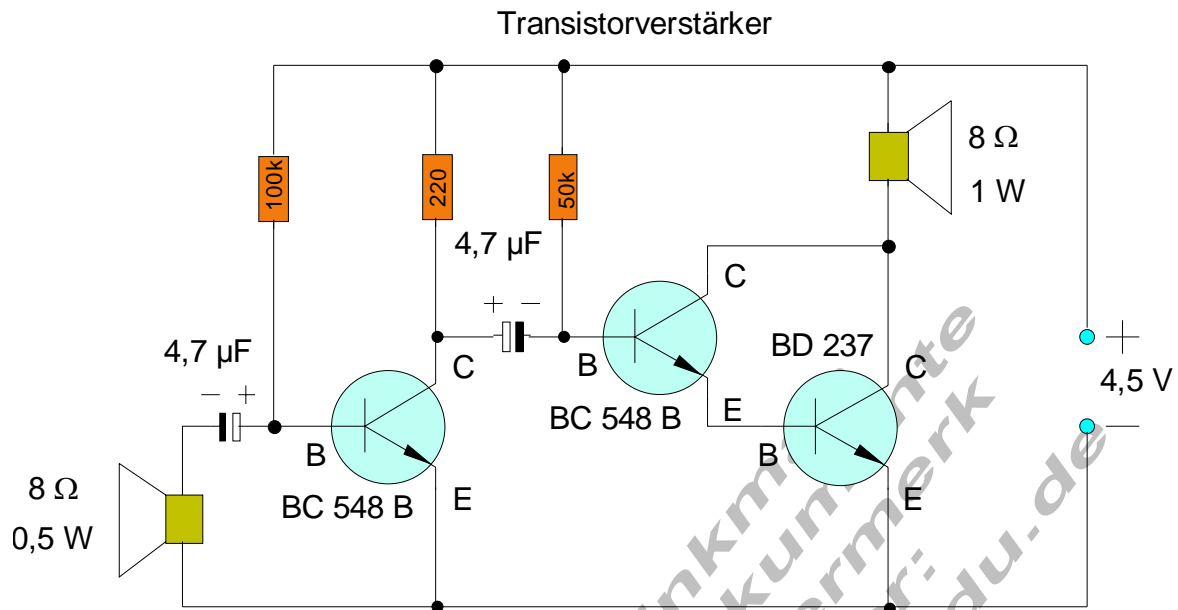 Transistorverstärker
100k
220
50k
8 Ω
1 W
4,7 µF
+ −
C
4,7 µF
− +
B
C
E
BC 548 B
B
E
BC 548 B
BD 237
C
B
E
+
4,5 V
−
8 Ω
0,5 W